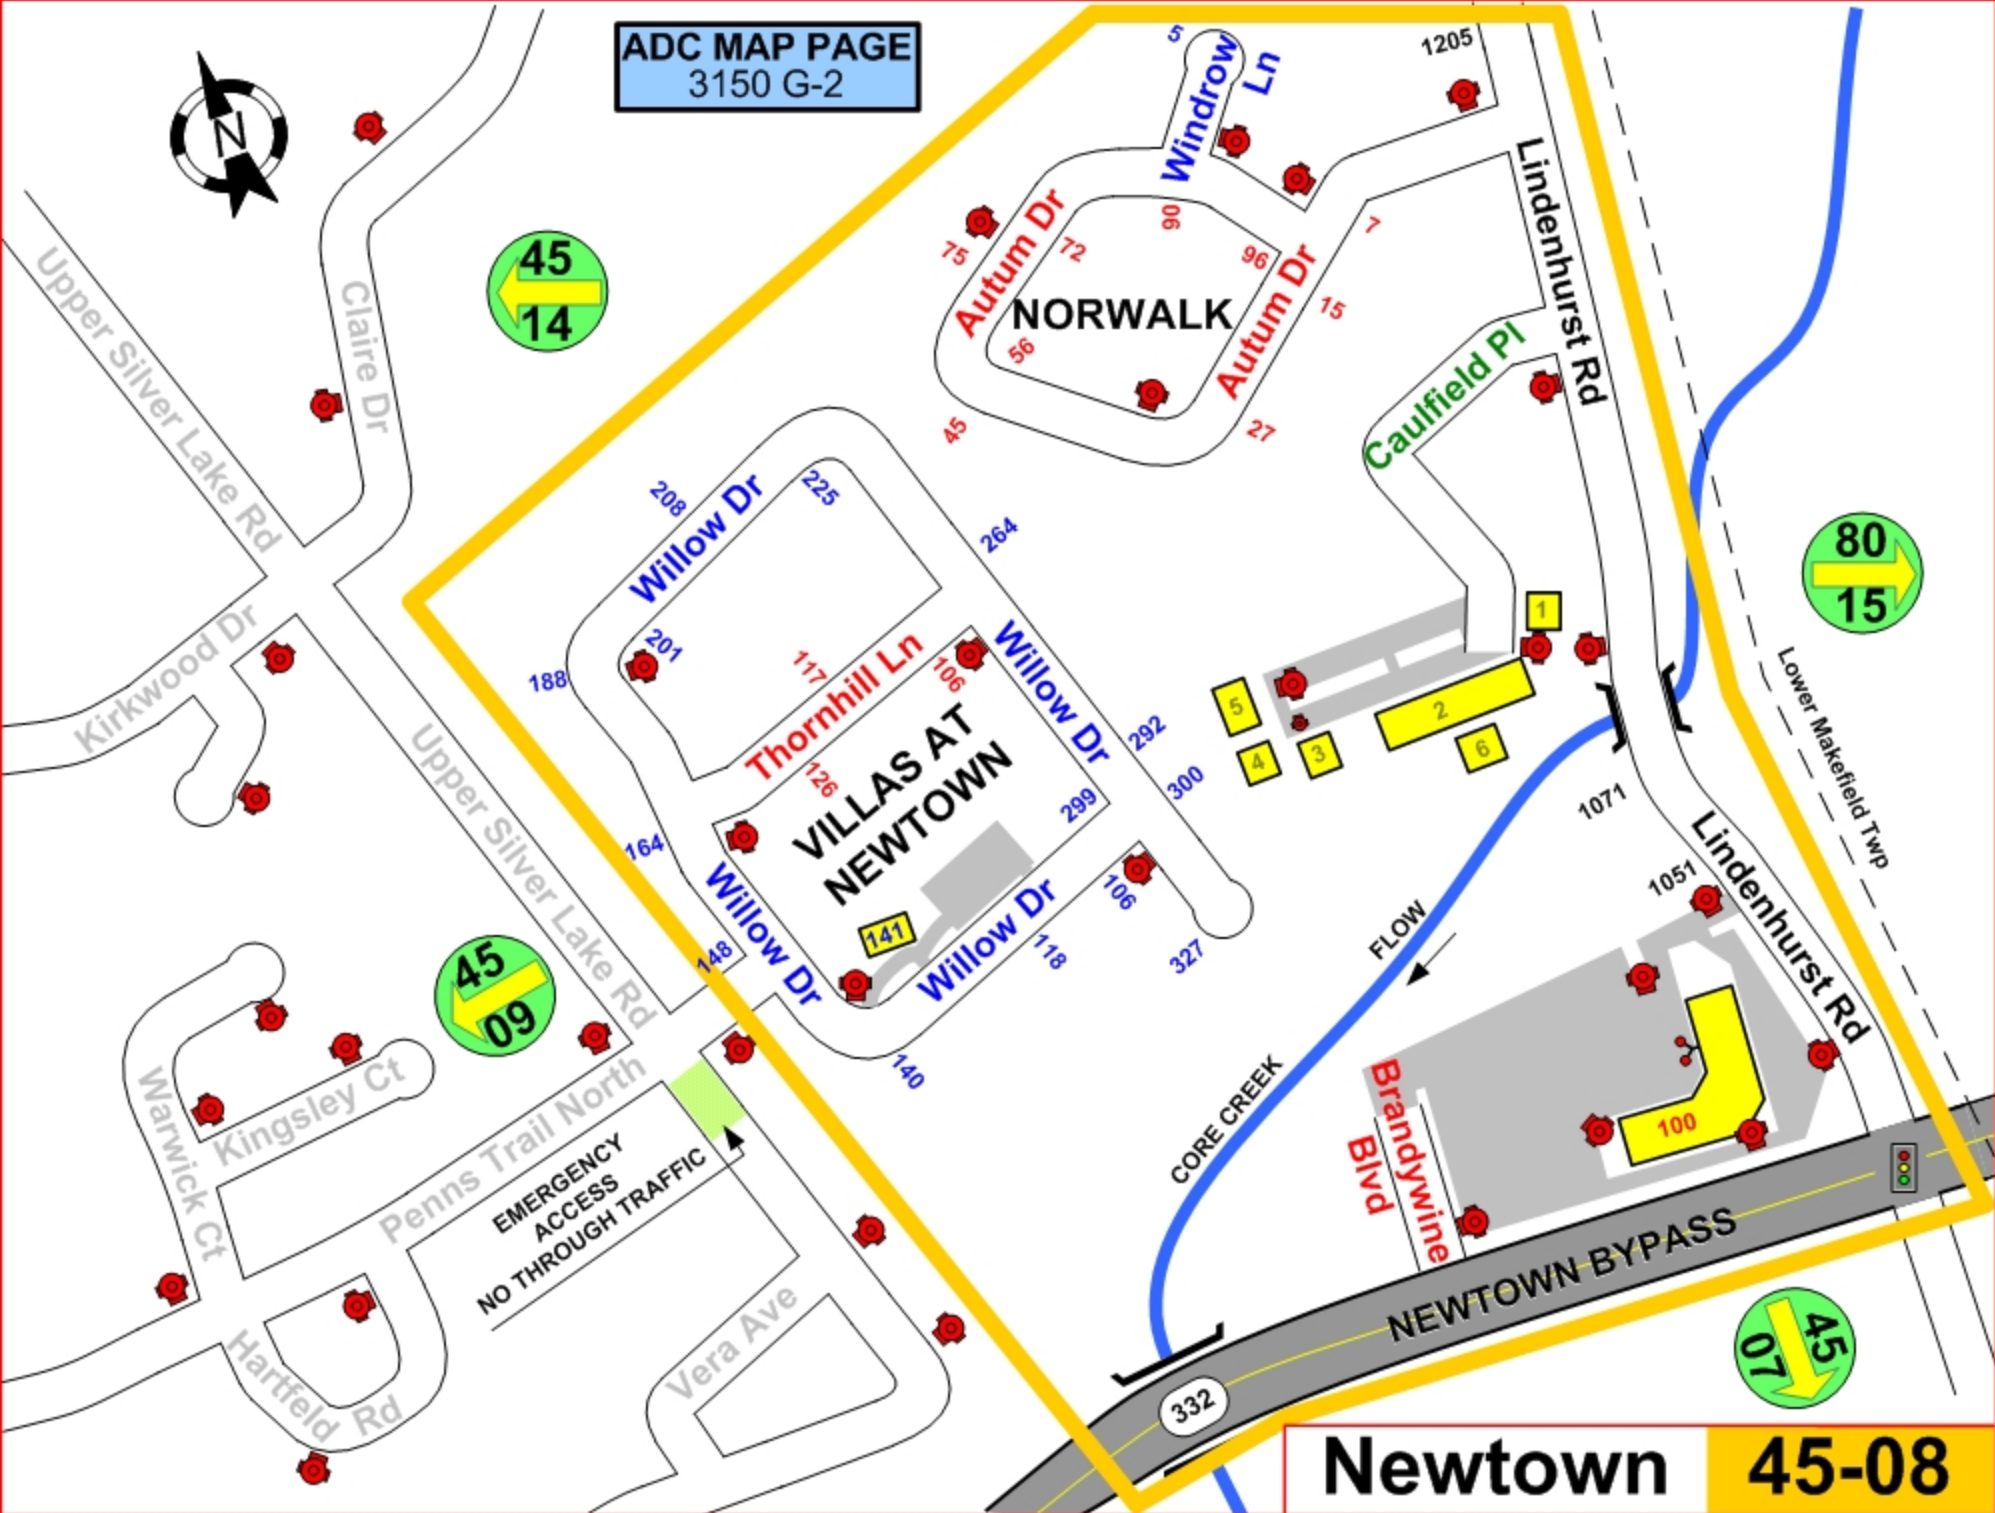 ADC MAP PAGE
3150 G-2
N
5
Windrow
Ln
1205
Lindenhurst Rd
45
14
Upper Silver Lake Rd
Claire Dr
75
Autum Dr
72
90
96
7
NORWALK
15
Autum Dr
56
45
27
Caulfield Pl
208
Willow Dr
225
264
80
15
Kirkwood Dr
188
201
117
Thornhill Ln
106
Willow Dr
126
VILLAS AT
NEWTOWN
292
300
299
1
2
3
4
5
6
Lower Makefield Twp
1071
Upper Silver Lake Rd
164
Willow Dr
148
141
Willow Dr
106
118
327
140
1051
Lindenhurst Rd
FLOW
CORE CREEK
45
09
Warwick Ct
Kingsley Ct
Penns Trail North
EMERGENCY
ACCESS
NO THROUGH TRAFFIC
Brandywine
Blvd
100
Hartfeld Rd
Vera Ave
NEWTOWN BYPASS
332
45
07
Newtown 45-08